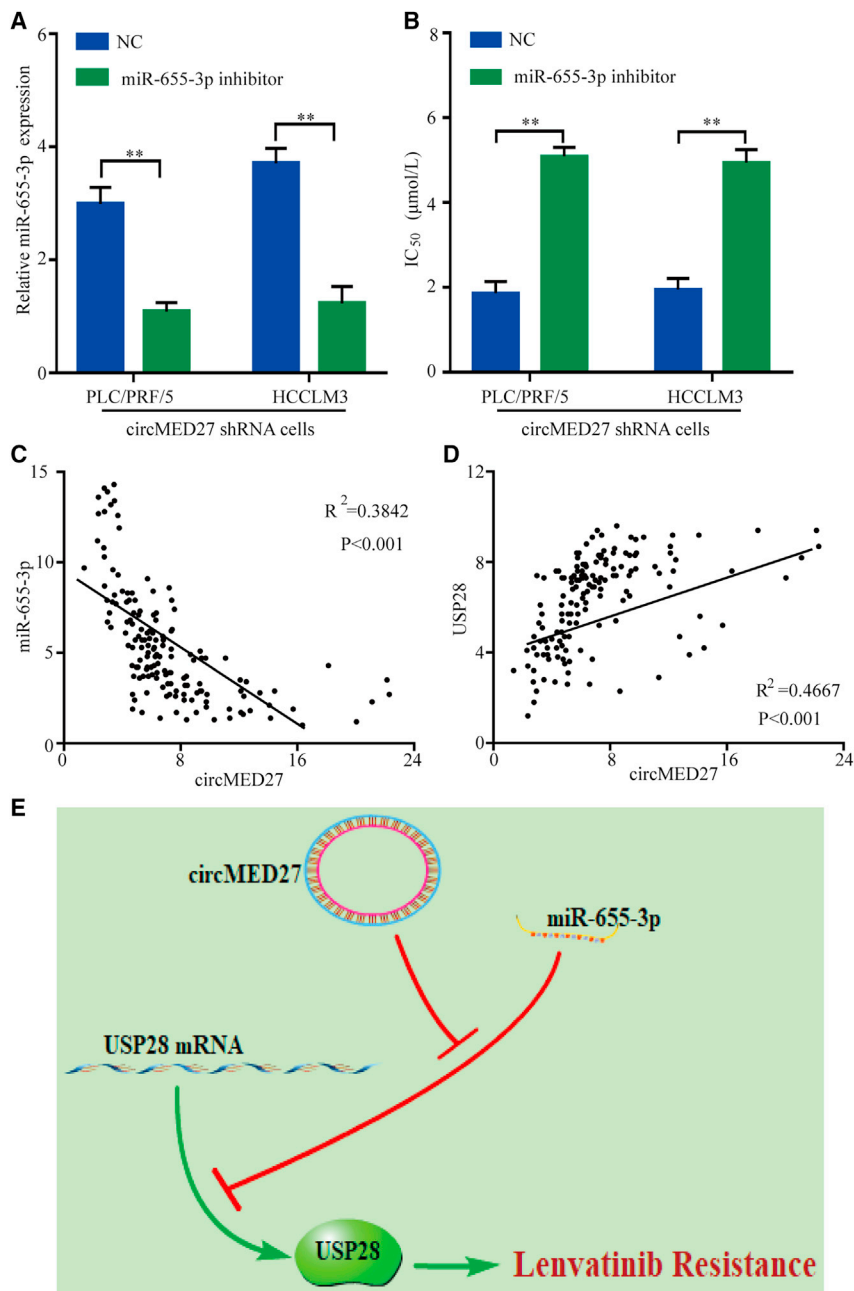 A
B
6
4
2
0
Relative miR-655-3p expression
NC
miR-655-3p inhibitor
**
**
PLC/PRF/5
HCCLM3
circMED27 shRNA cells
8
6
4
2
0
IC50 (μmol/L)
NC
miR-655-3p inhibitor
**
**
PLC/PRF/5
HCCLM3
circMED27 shRNA cells
C
D
15
10
5
0
miR-655-3p
R2=0.3842
P<0.001
0
8
16
24
circMED27
12
8
4
0
USP28
R2=0.4667
P<0.001
0
8
16
24
circMED27
E
circMED27
miR-655-3p
USP28 mRNA
USP28
Lenvatinib Resistance